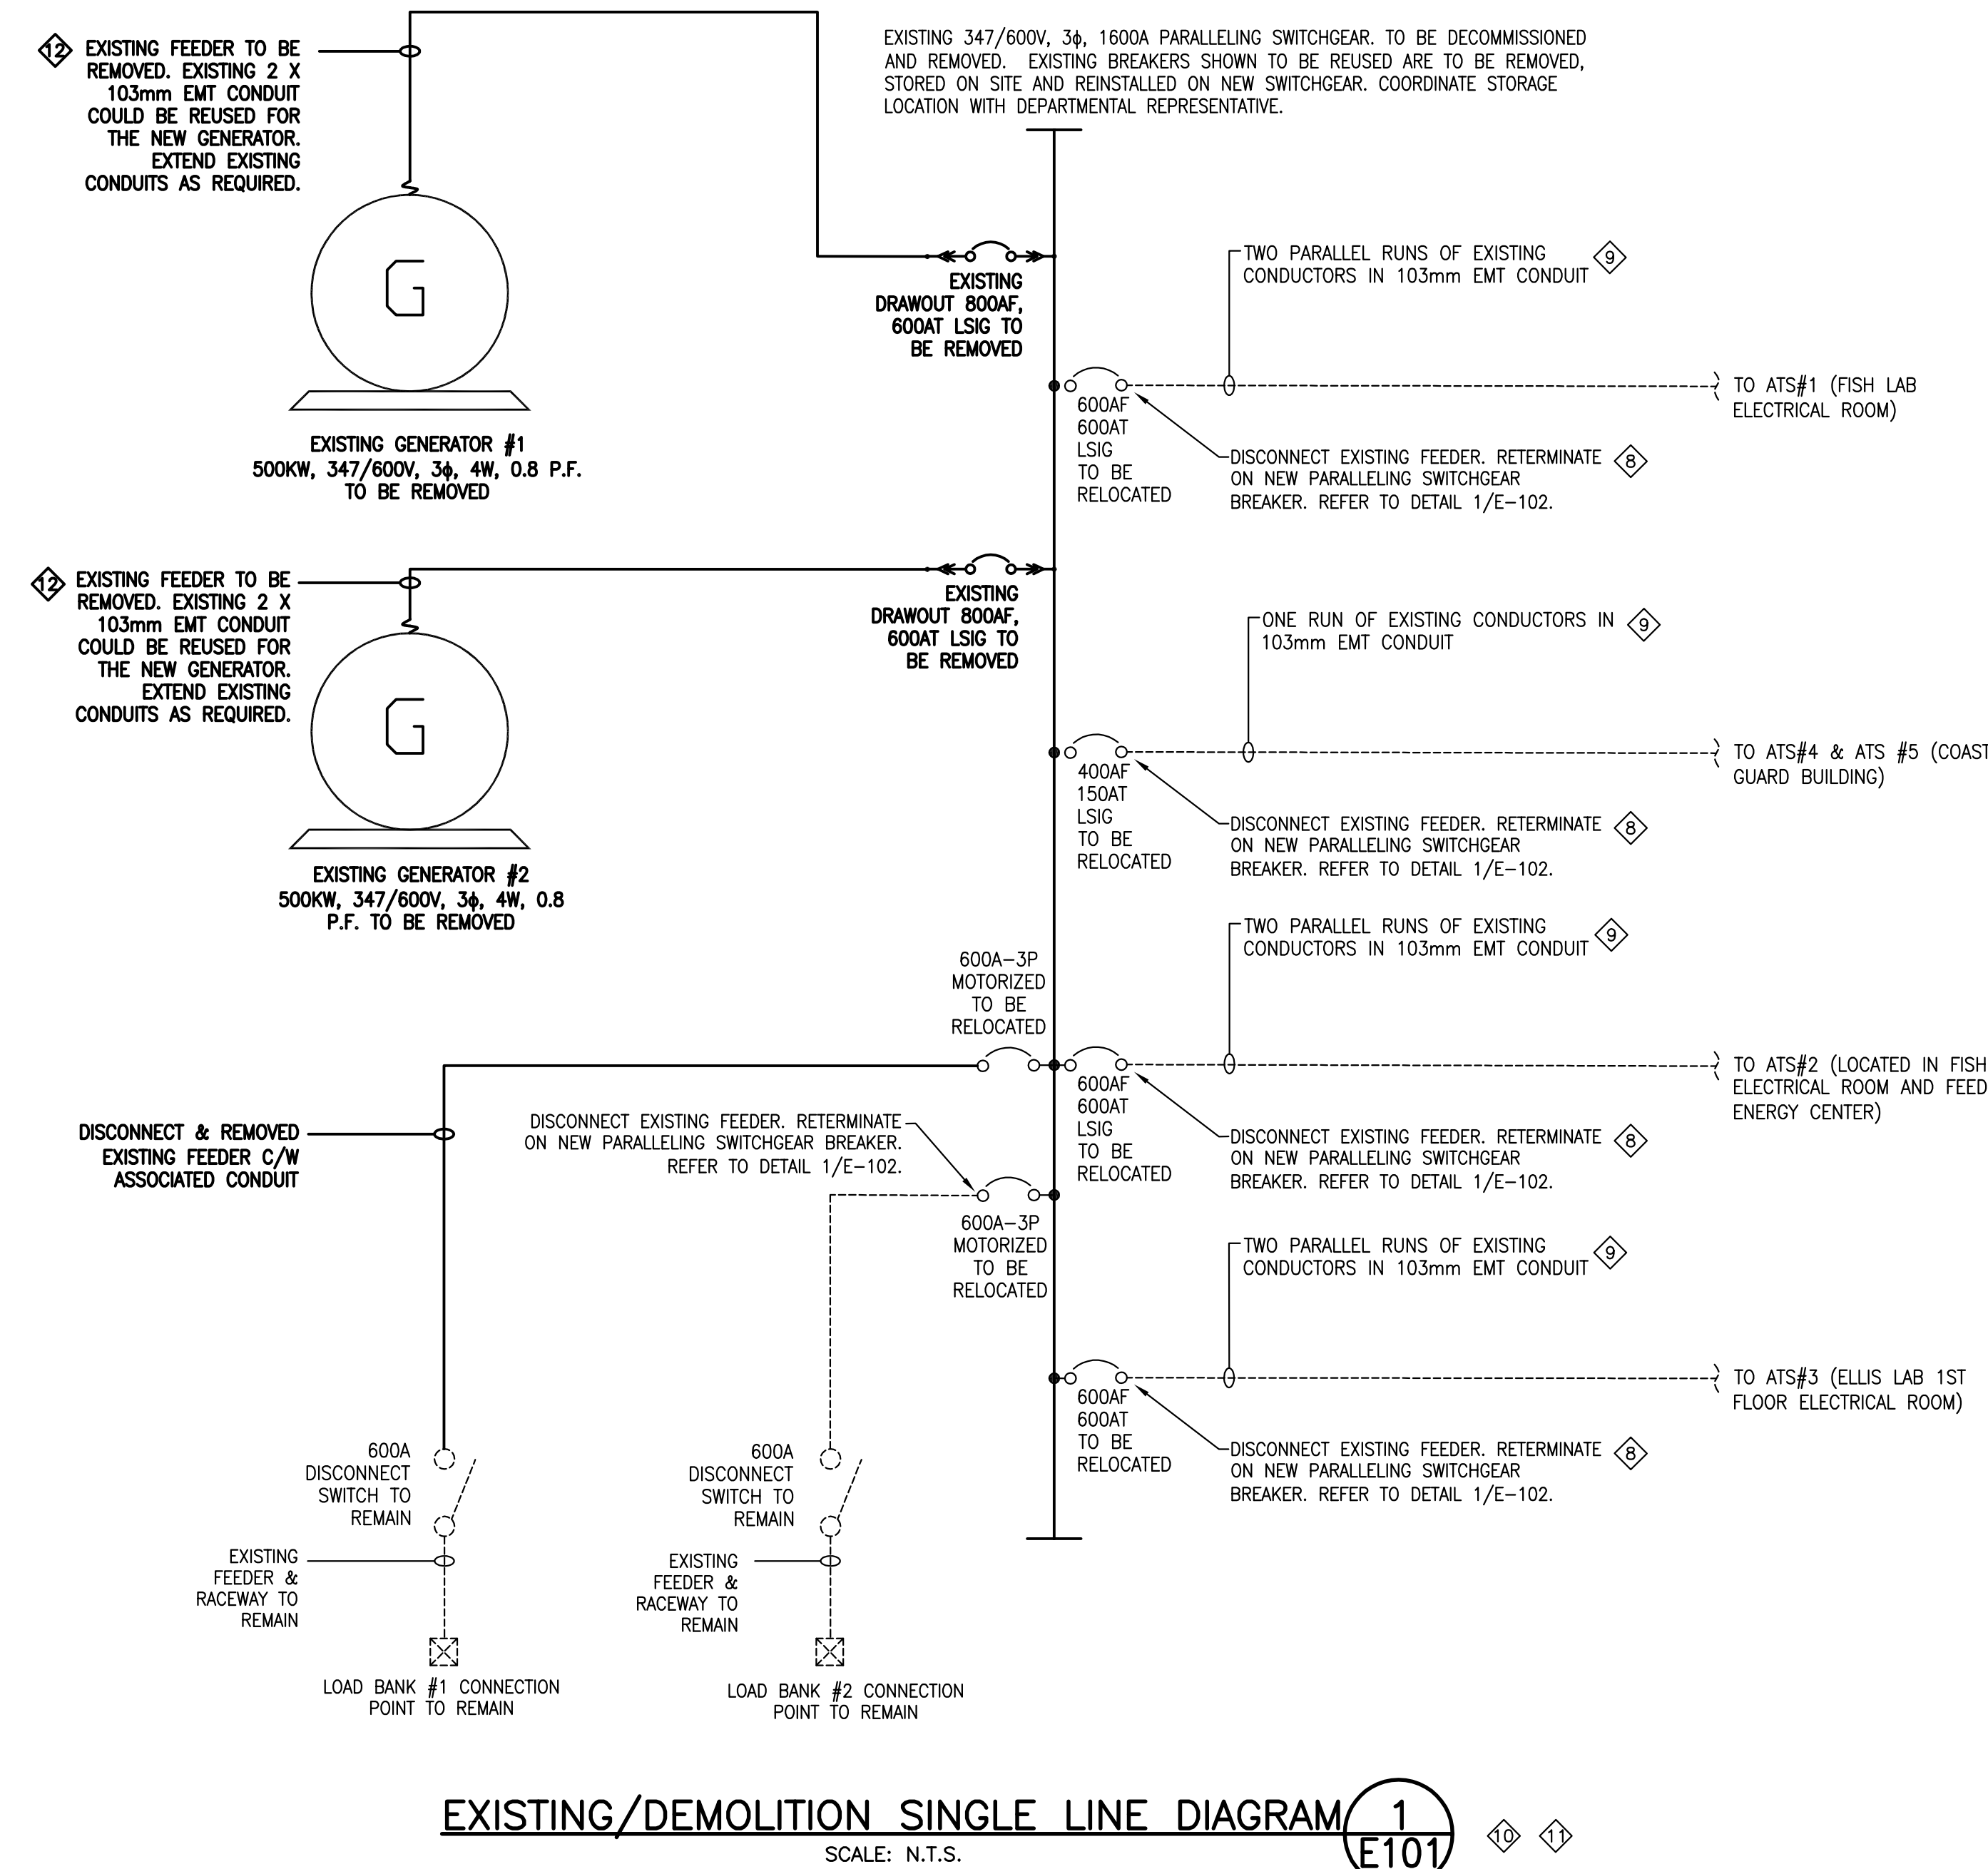 EXISTING 347/600V, 3ϕ, 1600A PARALLELING SWITCHGEAR. TO BE DECOMMISSIONED
AND REMOVED. EXISTING BREAKERS SHOWN TO BE REUSED ARE TO BE REMOVED,
STORED ON SITE AND REINSTALLED ON NEW SWITCHGEAR. COORDINATE STORAGE
LOCATION WITH DEPARTMENTAL REPRESENTATIVE.
12
EXISTING FEEDER TO BE
REMOVED. EXISTING 2 X
103mm EMT CONDUIT
COULD BE REUSED FOR
THE NEW GENERATOR.
EXTEND EXISTING
CONDUITS AS REQUIRED.
G
EXISTING GENERATOR #1
500KW, 347/600V, 3ϕ, 4W, 0.8 P.F.
TO BE REMOVED
EXISTING
DRAWOUT 800AF,
600AT LSIG TO
BE REMOVED
TWO PARALLEL RUNS OF EXISTING
CONDUCTORS IN 103mm EMT CONDUIT
9
600AF
600AT
LSIG
TO BE
RELOCATED
TO ATS#1 (FISH LAB
ELECTRICAL ROOM)
DISCONNECT EXISTING FEEDER. RETERMINATE
ON NEW PARALLELING SWITCHGEAR
BREAKER. REFER TO DETAIL 1/E-102.
8
12
EXISTING FEEDER TO BE
REMOVED. EXISTING 2 X
103mm EMT CONDUIT
COULD BE REUSED FOR
THE NEW GENERATOR.
EXTEND EXISTING
CONDUITS AS REQUIRED.
G
EXISTING GENERATOR #2
500KW, 347/600V, 3ϕ, 4W, 0.8
P.F. TO BE REMOVED
EXISTING
DRAWOUT 800AF,
600AT LSIG TO
BE REMOVED
ONE RUN OF EXISTING CONDUCTORS IN
103mm EMT CONDUIT
9
400AF
150AT
LSIG
TO BE
RELOCATED
TO ATS#4 & ATS #5 (COAST
GUARD BUILDING)
DISCONNECT EXISTING FEEDER. RETERMINATE
ON NEW PARALLELING SWITCHGEAR
BREAKER. REFER TO DETAIL 1/E-102.
8
TWO PARALLEL RUNS OF EXISTING
CONDUCTORS IN 103mm EMT CONDUIT
9
600A-3P
MOTORIZED
TO BE
RELOCATED
600AF
600AT
LSIG
TO BE
RELOCATED
TO ATS#2 (LOCATED IN FISH
ELECTRICAL ROOM AND FEED
ENERGY CENTER)
DISCONNECT EXISTING FEEDER. RETERMINATE
ON NEW PARALLELING SWITCHGEAR
BREAKER. REFER TO DETAIL 1/E-102.
8
DISCONNECT & REMOVED
EXISTING FEEDER C/W
ASSOCIATED CONDUIT
DISCONNECT EXISTING FEEDER. RETERMINATE
ON NEW PARALLELING SWITCHGEAR BREAKER.
REFER TO DETAIL 1/E-102.
600A-3P
MOTORIZED
TO BE
RELOCATED
TWO PARALLEL RUNS OF EXISTING
CONDUCTORS IN 103mm EMT CONDUIT
9
600AF
600AT
TO BE
RELOCATED
TO ATS#3 (ELLIS LAB 1ST
FLOOR ELECTRICAL ROOM)
DISCONNECT EXISTING FEEDER. RETERMINATE
ON NEW PARALLELING SWITCHGEAR
BREAKER. REFER TO DETAIL 1/E-102.
8
600A
DISCONNECT
SWITCH TO
REMAIN
EXISTING
FEEDER &
RACEWAY TO
REMAIN
LOAD BANK #1 CONNECTION
POINT TO REMAIN
600A
DISCONNECT
SWITCH TO
REMAIN
EXISTING
FEEDER &
RACEWAY TO
REMAIN
LOAD BANK #2 CONNECTION
POINT TO REMAIN
EXISTING/DEMOLITION SINGLE LINE DIAGRAM
SCALE: N.T.S.
1
E101
10
11